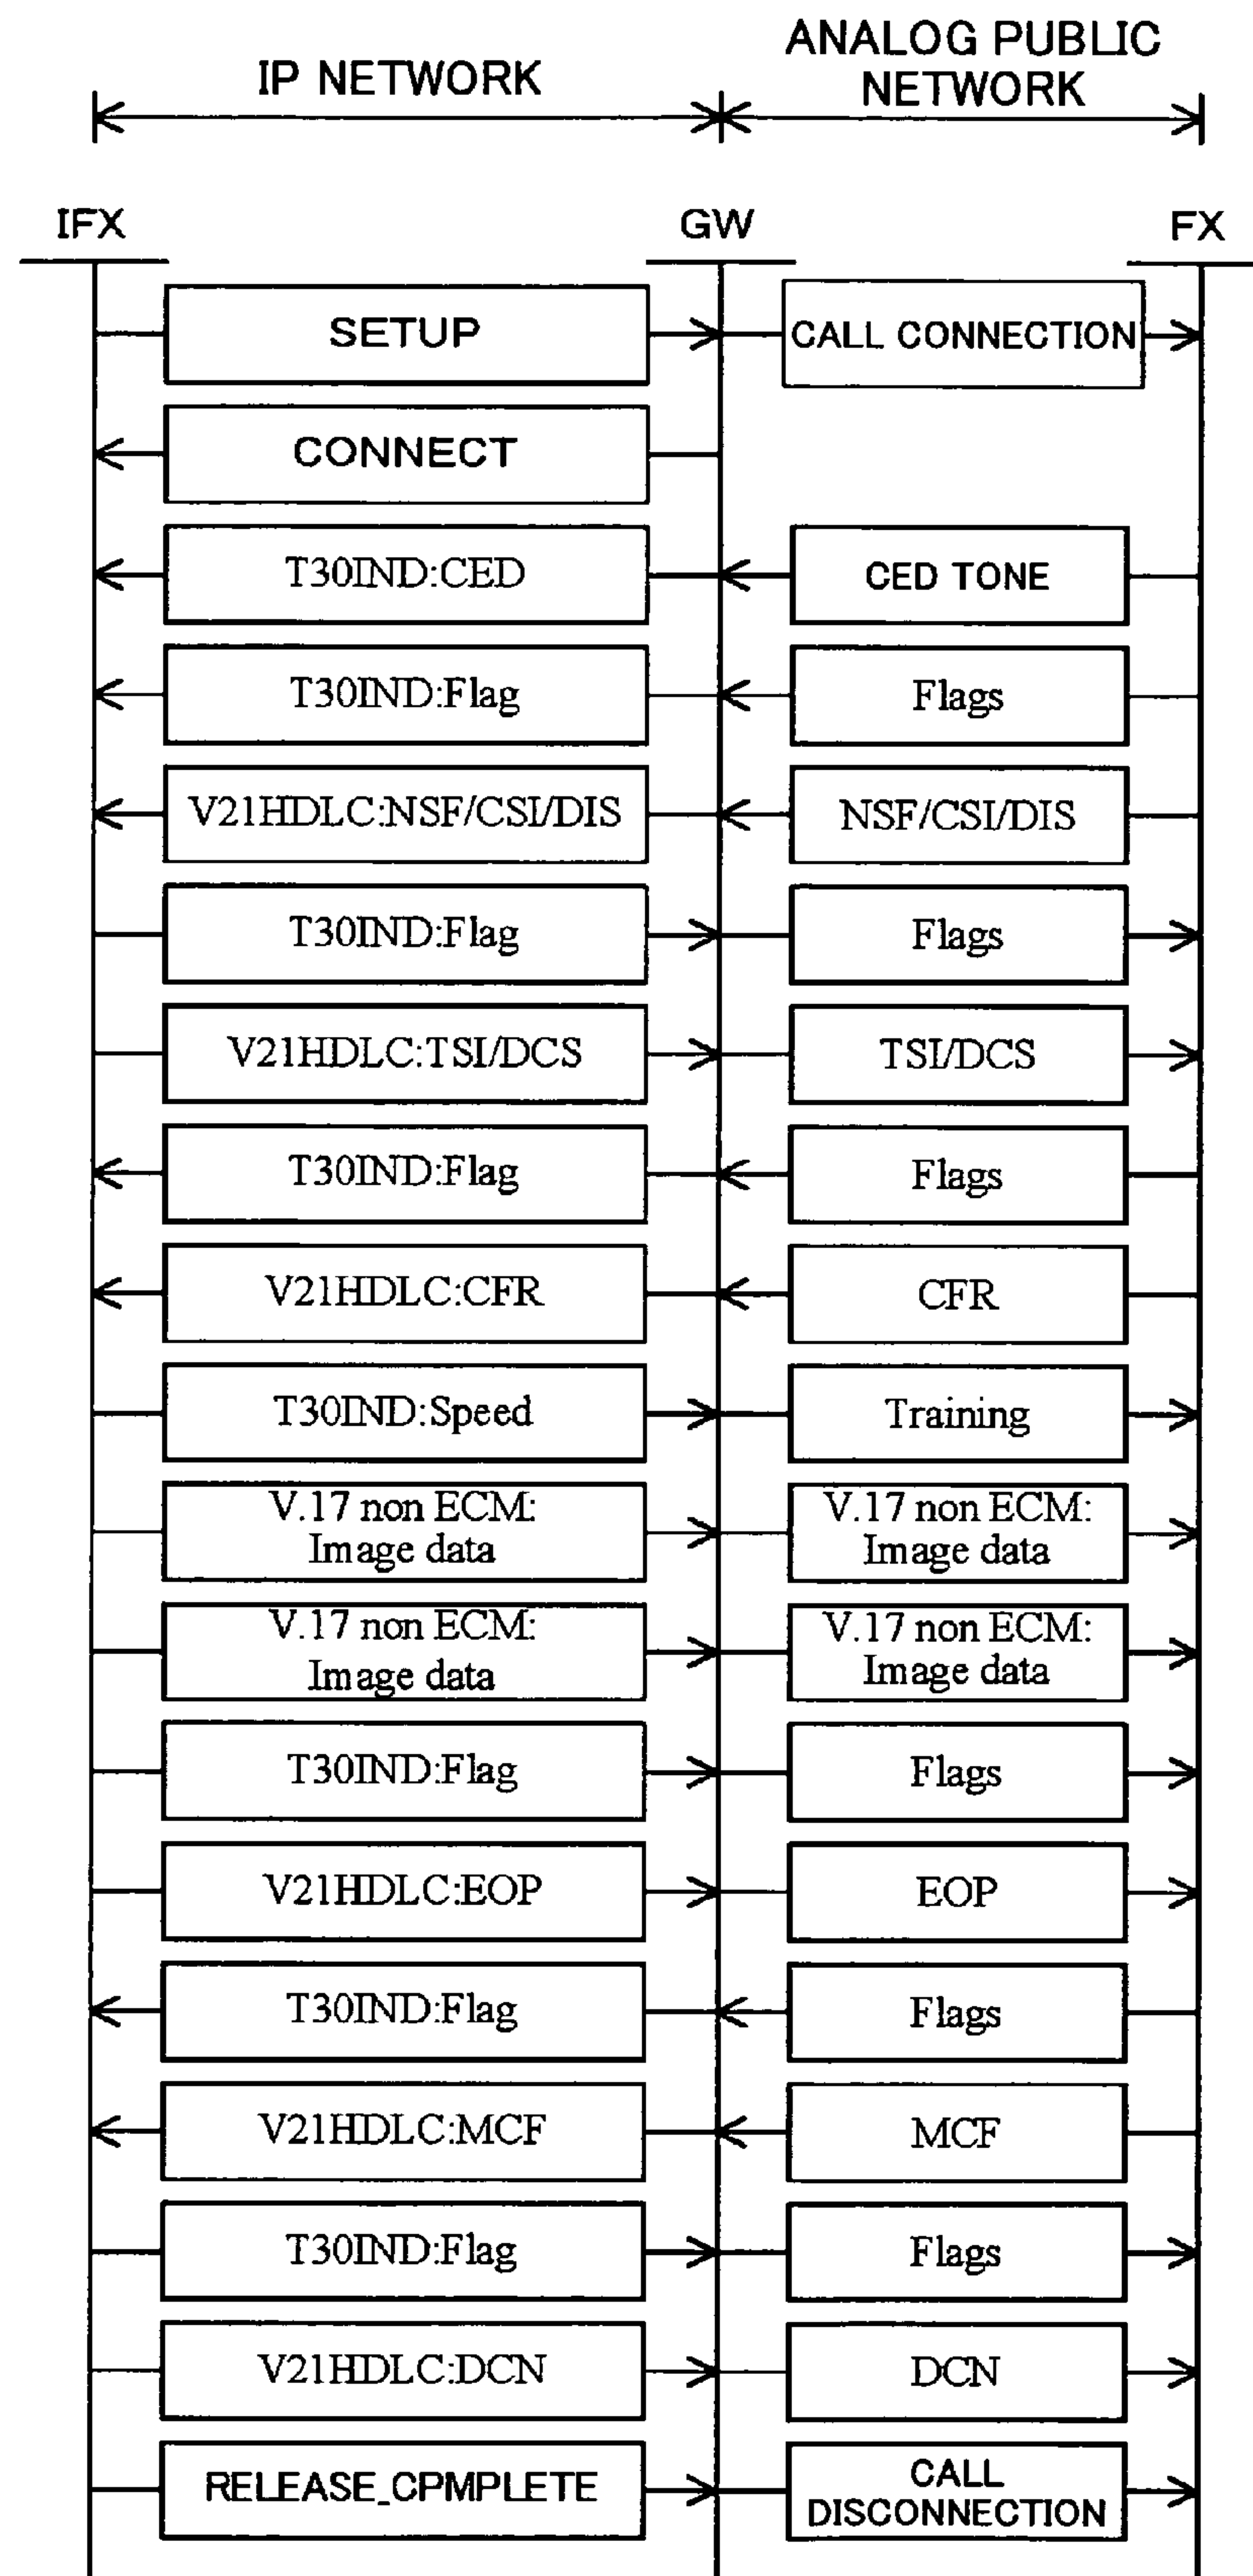 ANALOG PUBLIC
IP NETWORK
NETWORK
IFX
GW
FX
SETUP
CALL CONNECTION
CONNECT
T30IND:CED
CED TONE
T30IND:Flag
Flags
V21HDLC:NSF/CSI/DIS
NSF/CSI/DIS
T30IND:Flag
Flags
V21HDLC:TSI/DCS
TSI/DCS
T30IND:Flag
Flags
V21HDLC:CFR
CFR
T30IND:Speed
Training
V.17 non ECM:
Image data
V.17 non ECM:
Image data
V.17 non ECM:
Image data
V.17 non ECM:
Image data
T30IND:Flag
Flags
V21HDLC:EOP
EOP
T30IND:Flag
Flags
V21HDLC:MCF
MCF
T30IND:Flag
Flags
V21HDLC:DCN
DCN
RELEASE_CPMPLETE
CALL
DISCONNECTION